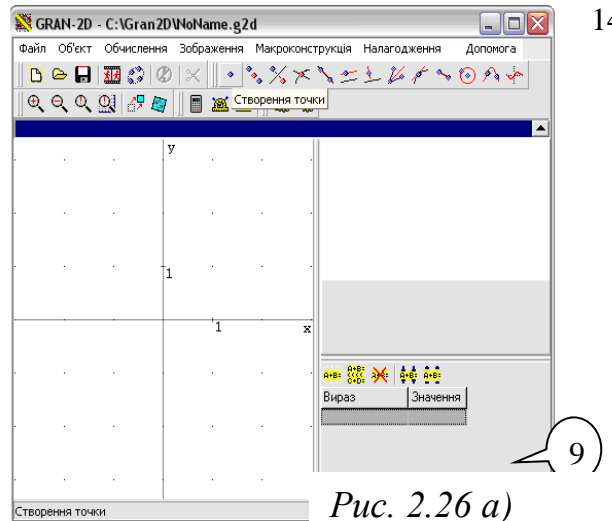 GRAN-2D - C:\Gran2D\NoName.g2d
14
Файл Об'єкт Обчислення Зображення Макроконструкція Налагодження Допомога
Створення точки
y
1
1
x
Вираз Значення
9
Створення точки
Рис. 2.26 а)